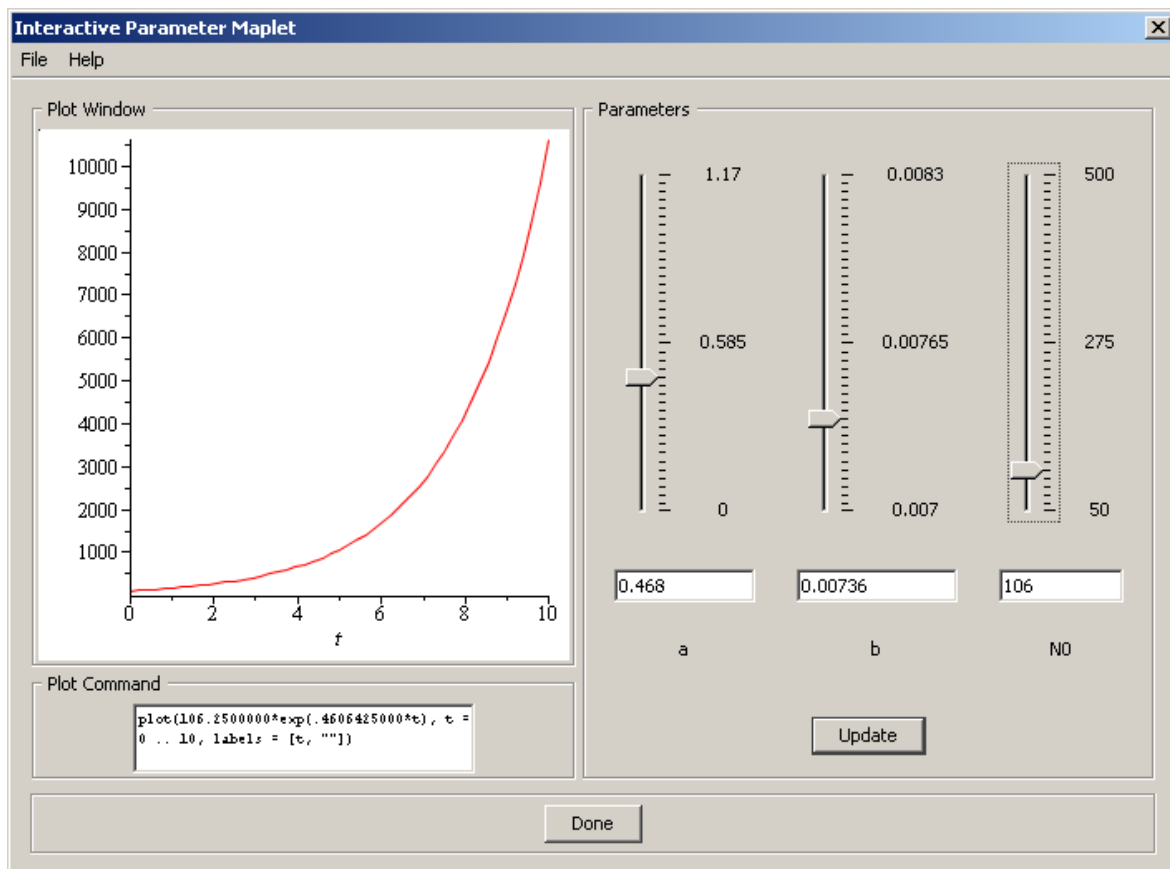 Interactive Parameter Maplet
File Help
Plot Window
10000
9000
8000
7000
6000
5000
4000
3000
2000
1000
0 2 4 6 8 10
t
Plot Command
plot(106.2500000*exp(.4606425000*t), t =
0 .. 10, labels = [t, ""])
Parameters
1.17 0.0083 500
0.585 0.00765 275
0 0.007 50
0.468 0.00736 106
a b N0
Update
Done